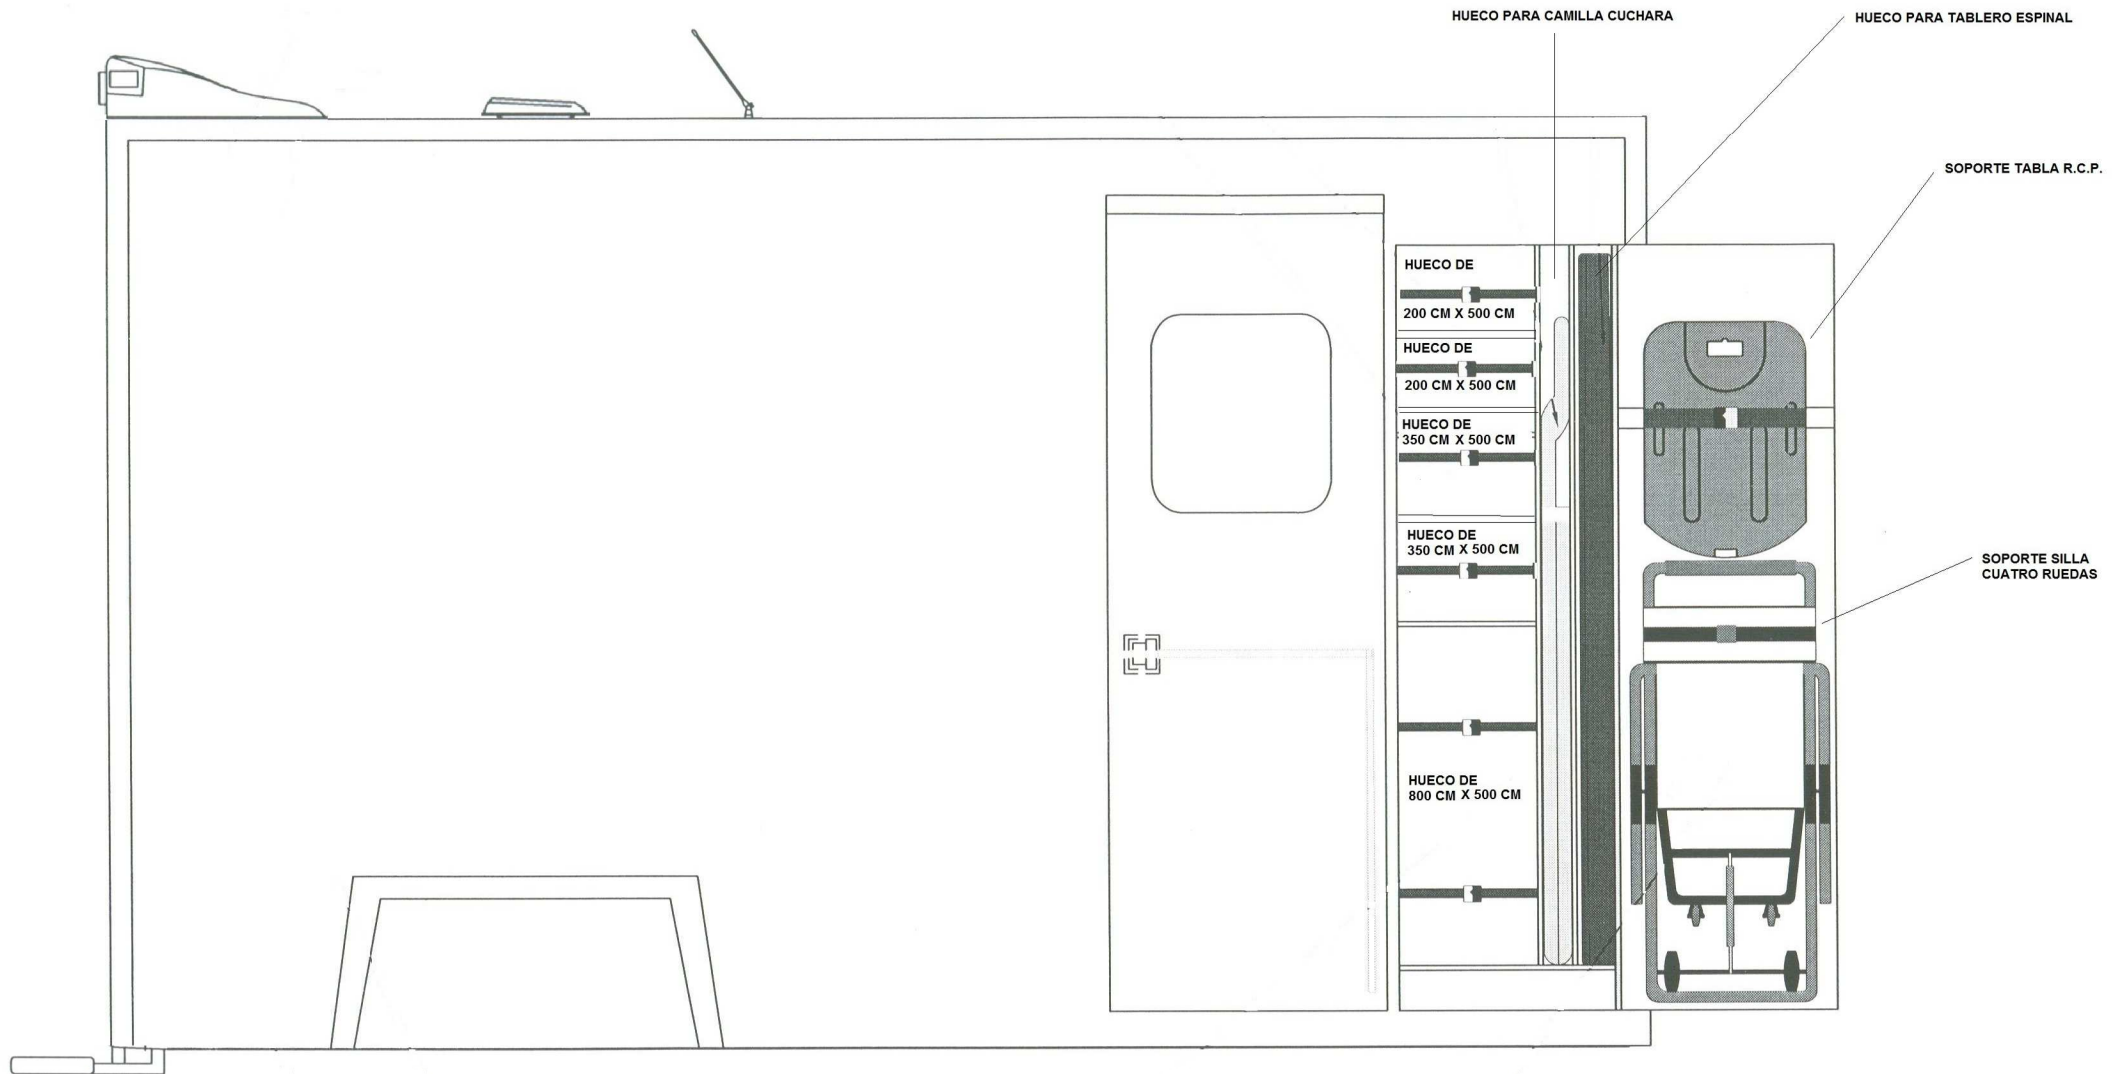 HUECO PARA CAMILLA CUCHARA
HUECO PARA TABLERO ESPINAL
SOPORTE TABLA R.C.P.
HUECO DE
200 CM X 500 CM
HUECO DE
200 CM X 500 CM
HUECO DE
350 CM X 500 CM
HUECO DE
350 CM X 500 CM
SOPORTE SILLA
CUATRO RUEDAS
HUECO DE
800 CM X 500 CM